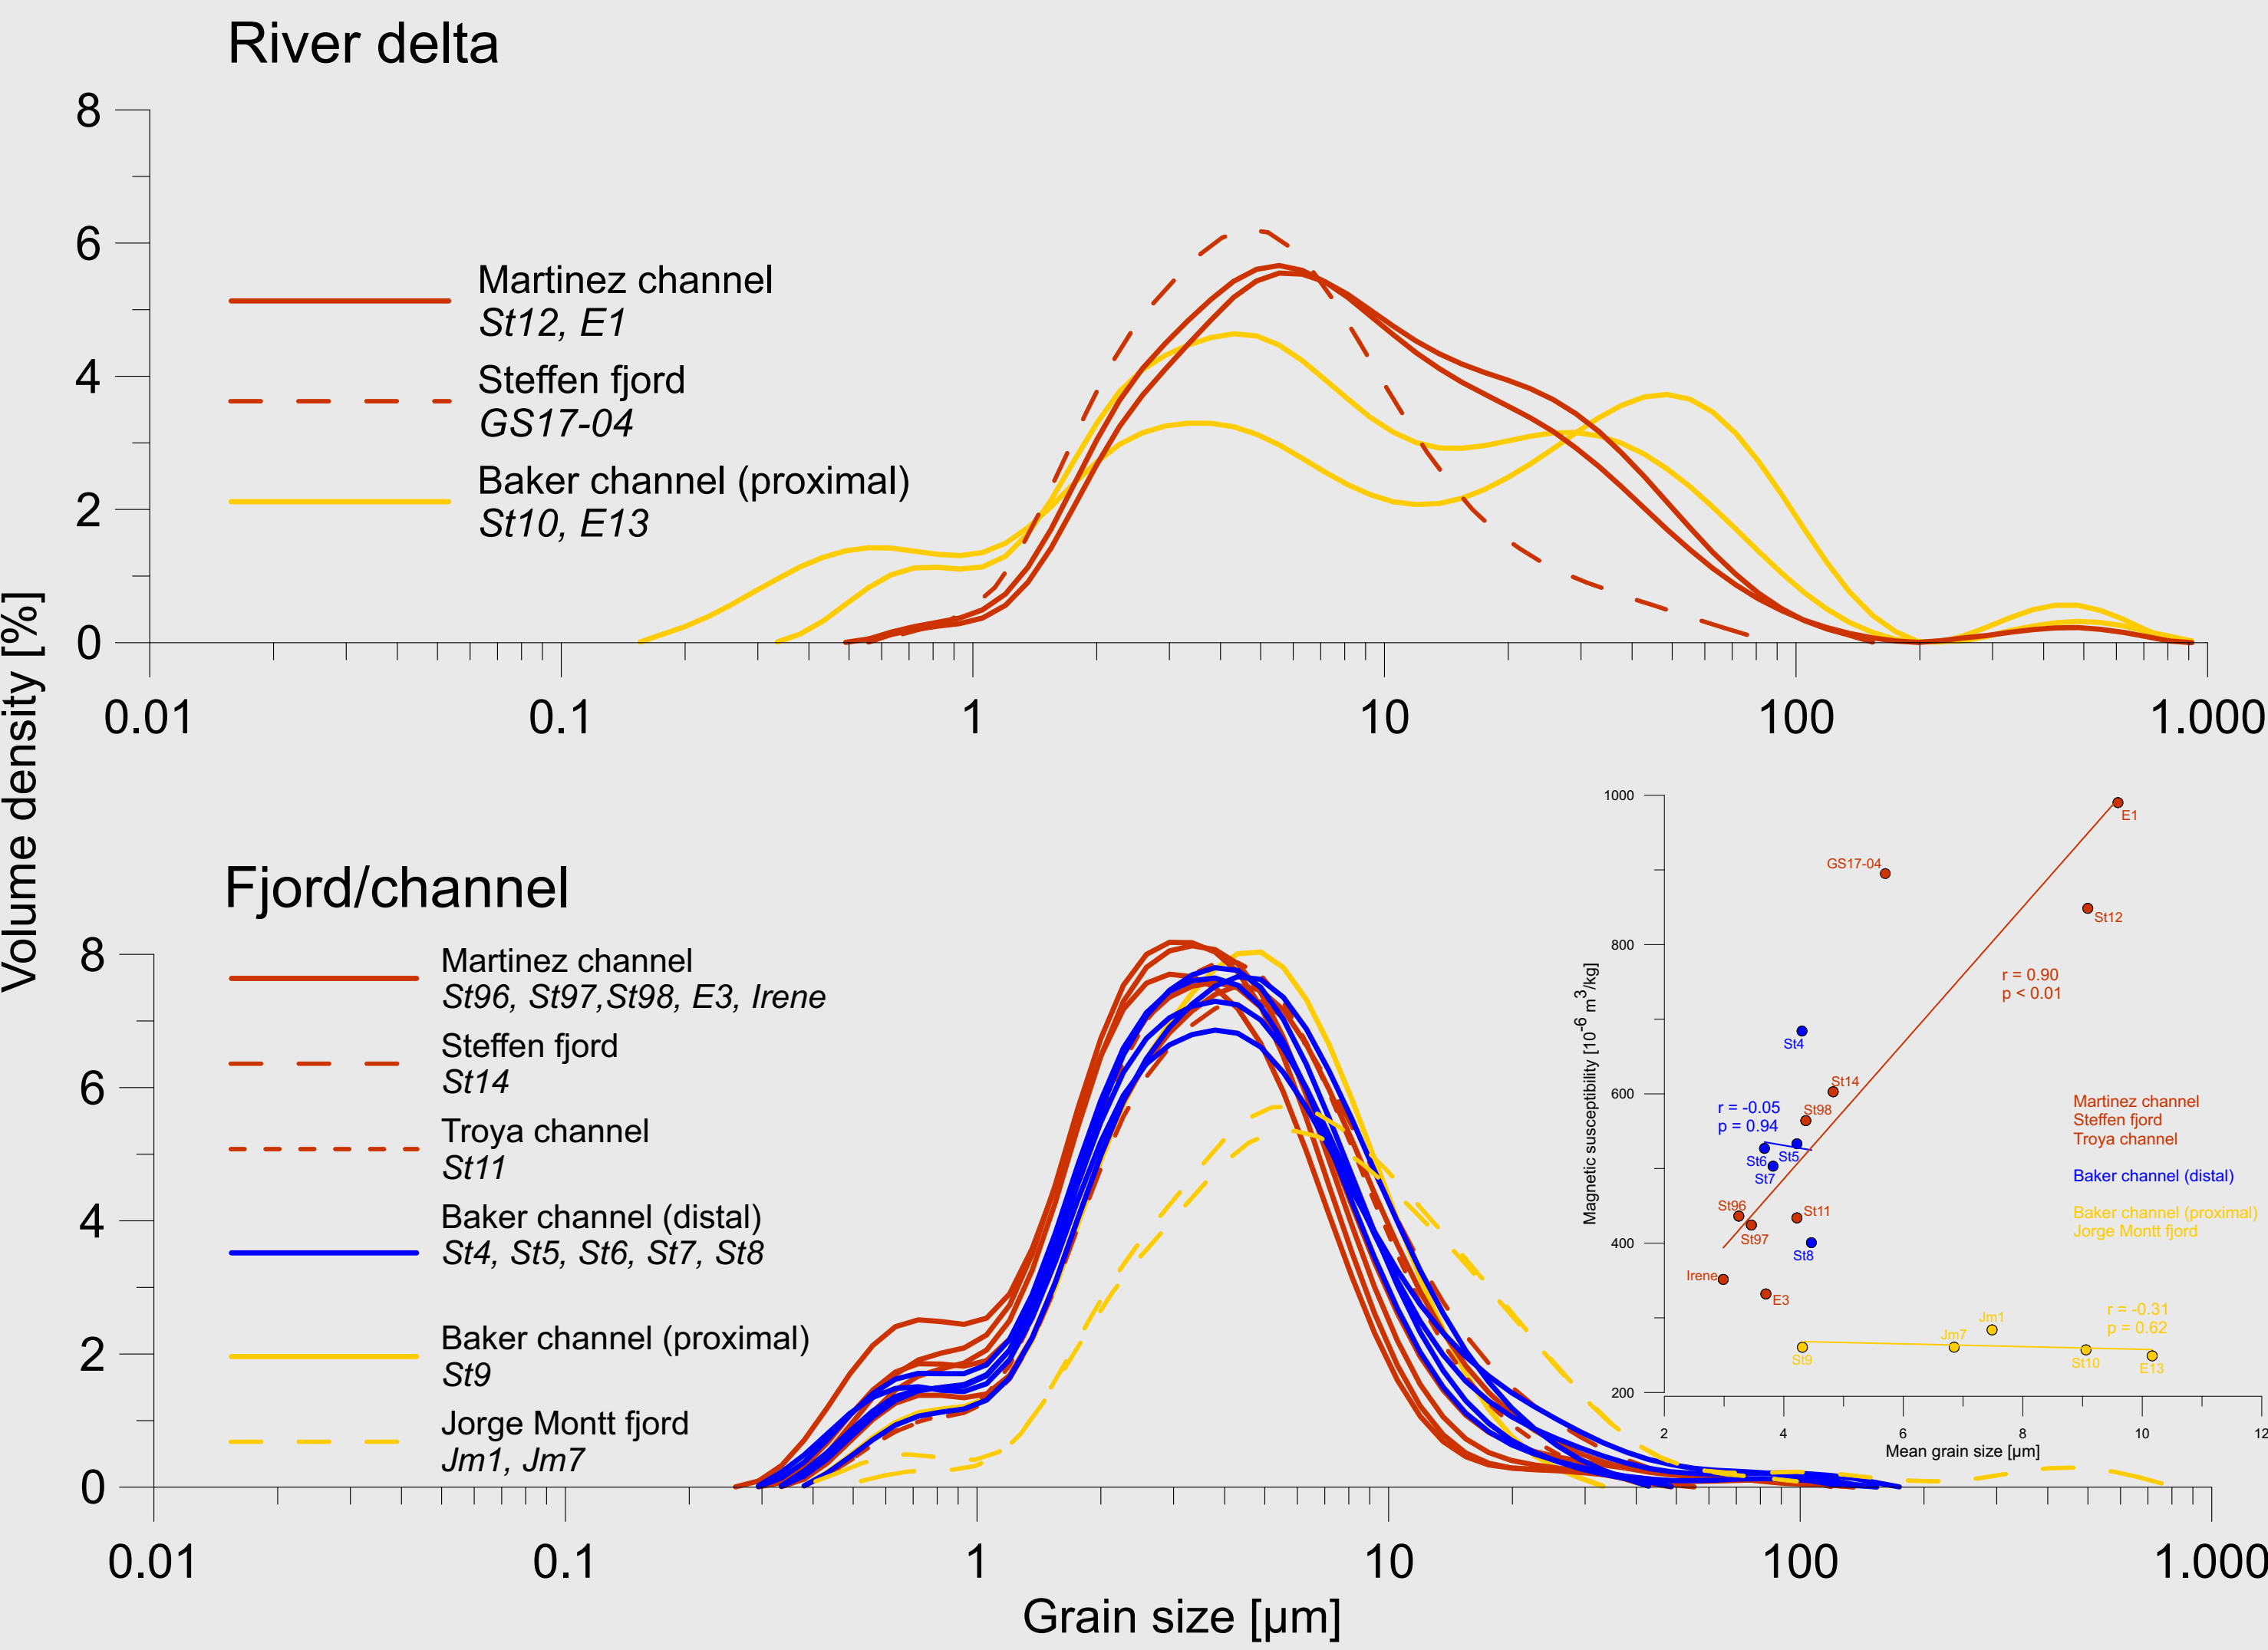 River delta
8
6
4
2
0
Martinez channel
St12, E1
Steffen fjord
GS17-04
Baker channel (proximal)
St10, E13
0.01
0.1
1
10
100
1.000
Volume density [%]
Fjord/channel
8
6
4
2
0
Martinez channel
St96, St97,St98, E3, Irene
Steffen fjord
St14
Troya channel
St11
Baker channel (distal)
St4, St5, St6, St7, St8
Baker channel (proximal)
St9
Jorge Montt fjord
Jm1, Jm7
0.01
0.1
1
10
100
1.000
Grain size [µm]
Magnetic susceptibility [10-6 m3/kg]
1000
800
600
400
200
E1
GS17-04
St12
r = 0.90
p < 0.01
St4
St14
St98
r = -0.05
p = 0.94
St5
St6
St7
St96
St11
St97
St8
Irene
E3
Martinez channel
Steffen fjord
Troya channel
Baker channel (distal)
Baker channel (proximal)
Jorge Montt fjord
r = -0.31
p = 0.62
Jm1
Jm7
St9
St10
E13
2
4
6
8
10
12
Mean grain size [µm]